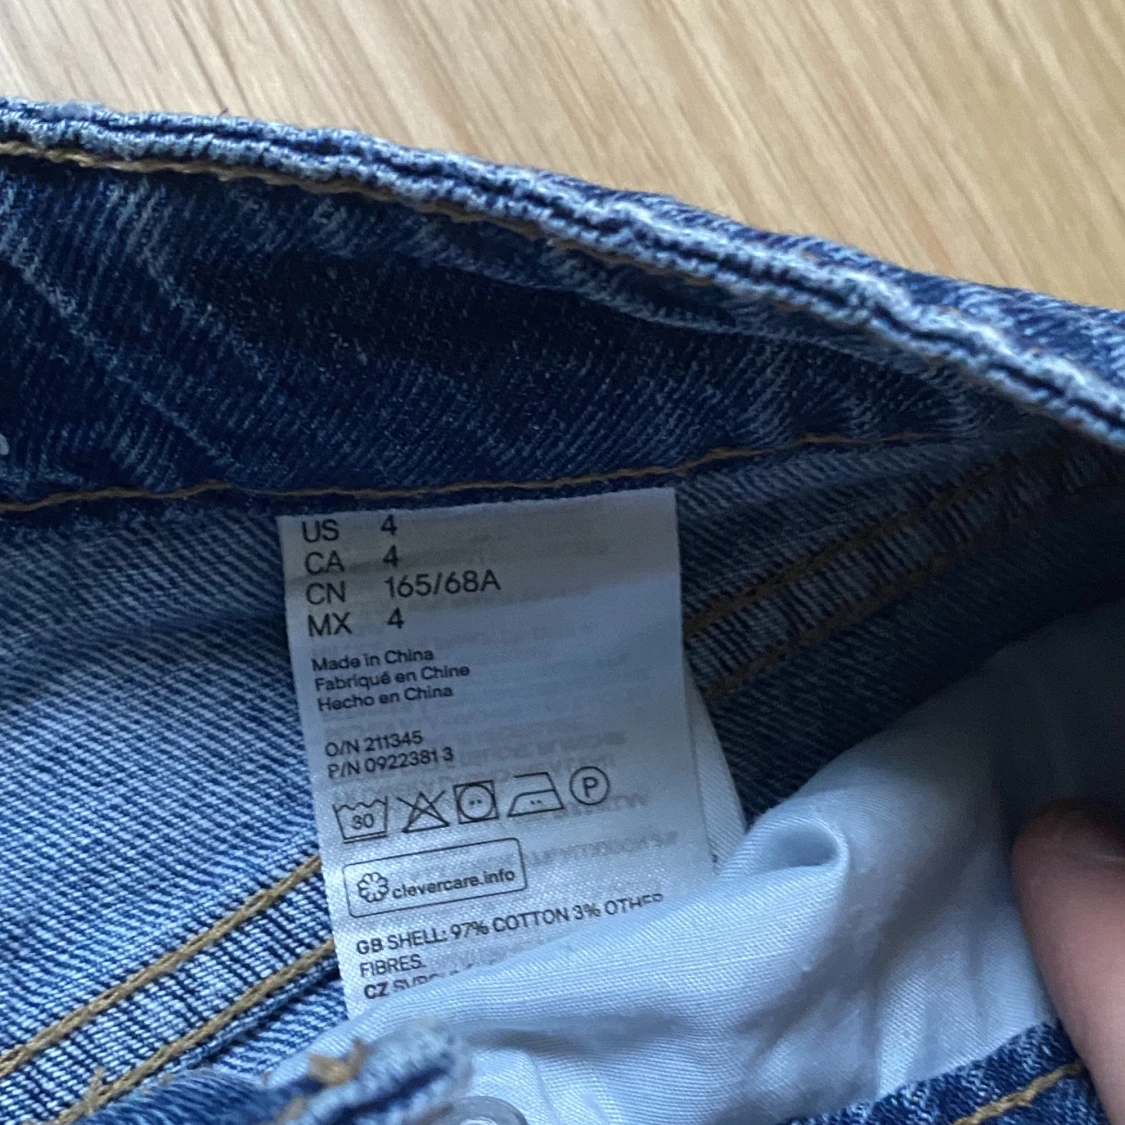 US 4
CA 4
CN 165/68A
MX 4
Made in China
Fabriqué en Chine
Hecho en China
O/N 211345
P/N 0922381 3
30 P
clevercare.info
GB SHELL: 97% COTTON 3% OTHER
FIBRES.
CZ